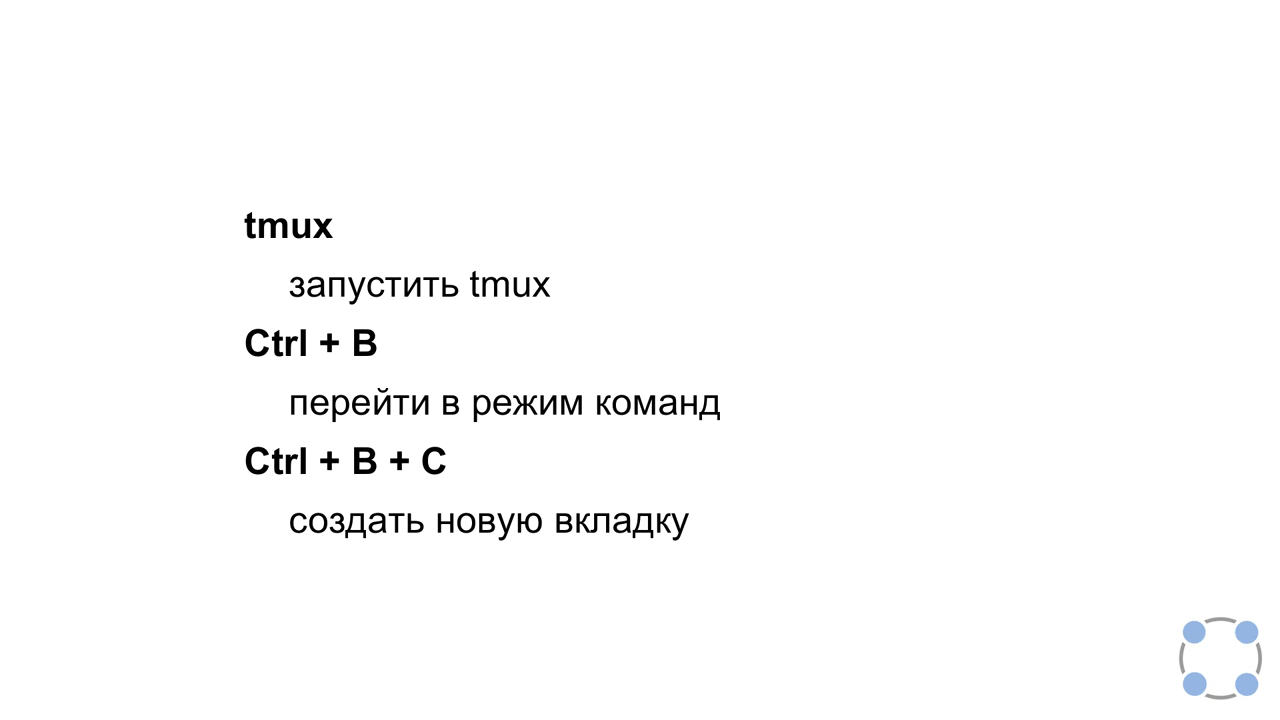 tmux
запустить tmux
Ctrl + B
перейти в режим команд
Ctrl + B + C
создать новую вкладку